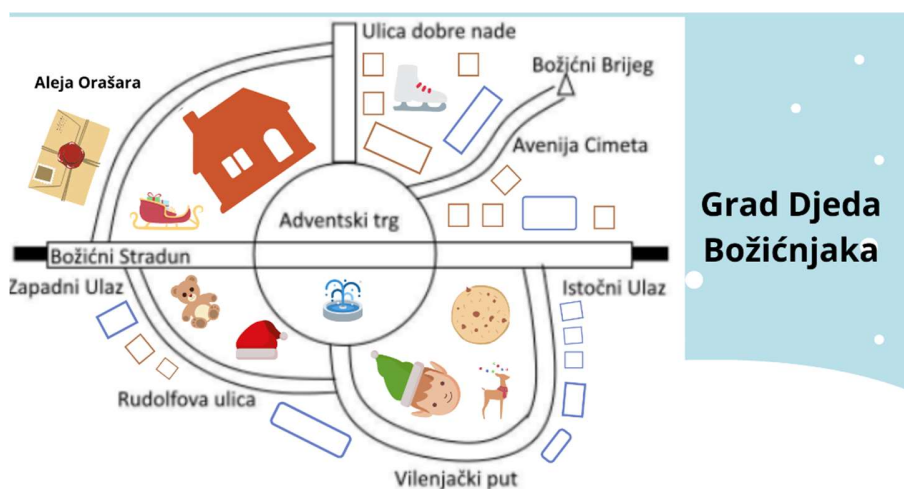 Ulica dobre nade
Božićni Brijeg
Aleja Orašara
Avenija Cimeta
Adventski trg
Grad Djeda
Božićnjaka
Božićni Stradun
Zapadni Ulaz
Istočni Ulaz
Rudolfova ulica
Vilenjački put